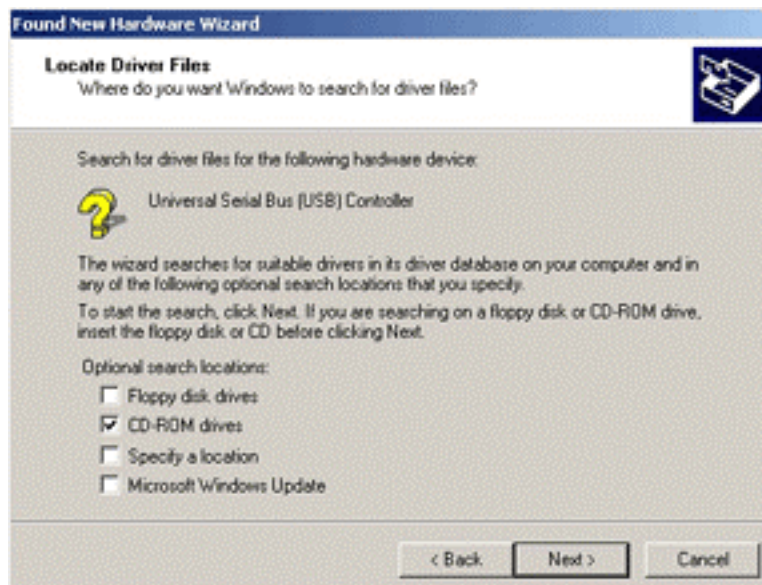 Found New Hardware Wizard
Locate Driver Files
Where do you want Windows to search for driver files?
Search for driver files for the following hardware device:
Universal Serial Bus (USB) Controller
The wizard searches for suitable drivers in its driver database on your computer and in
any of the following optional search locations that you specify.
To start the search, click Next. If you are searching on a floppy disk or CD-ROM drive,
insert the floppy disk or CD before clicking Next.
Optional search locations:
Floppy disk drives
CD-ROM drives
Specify a location
Microsoft Windows Update
< Back Next > Cancel